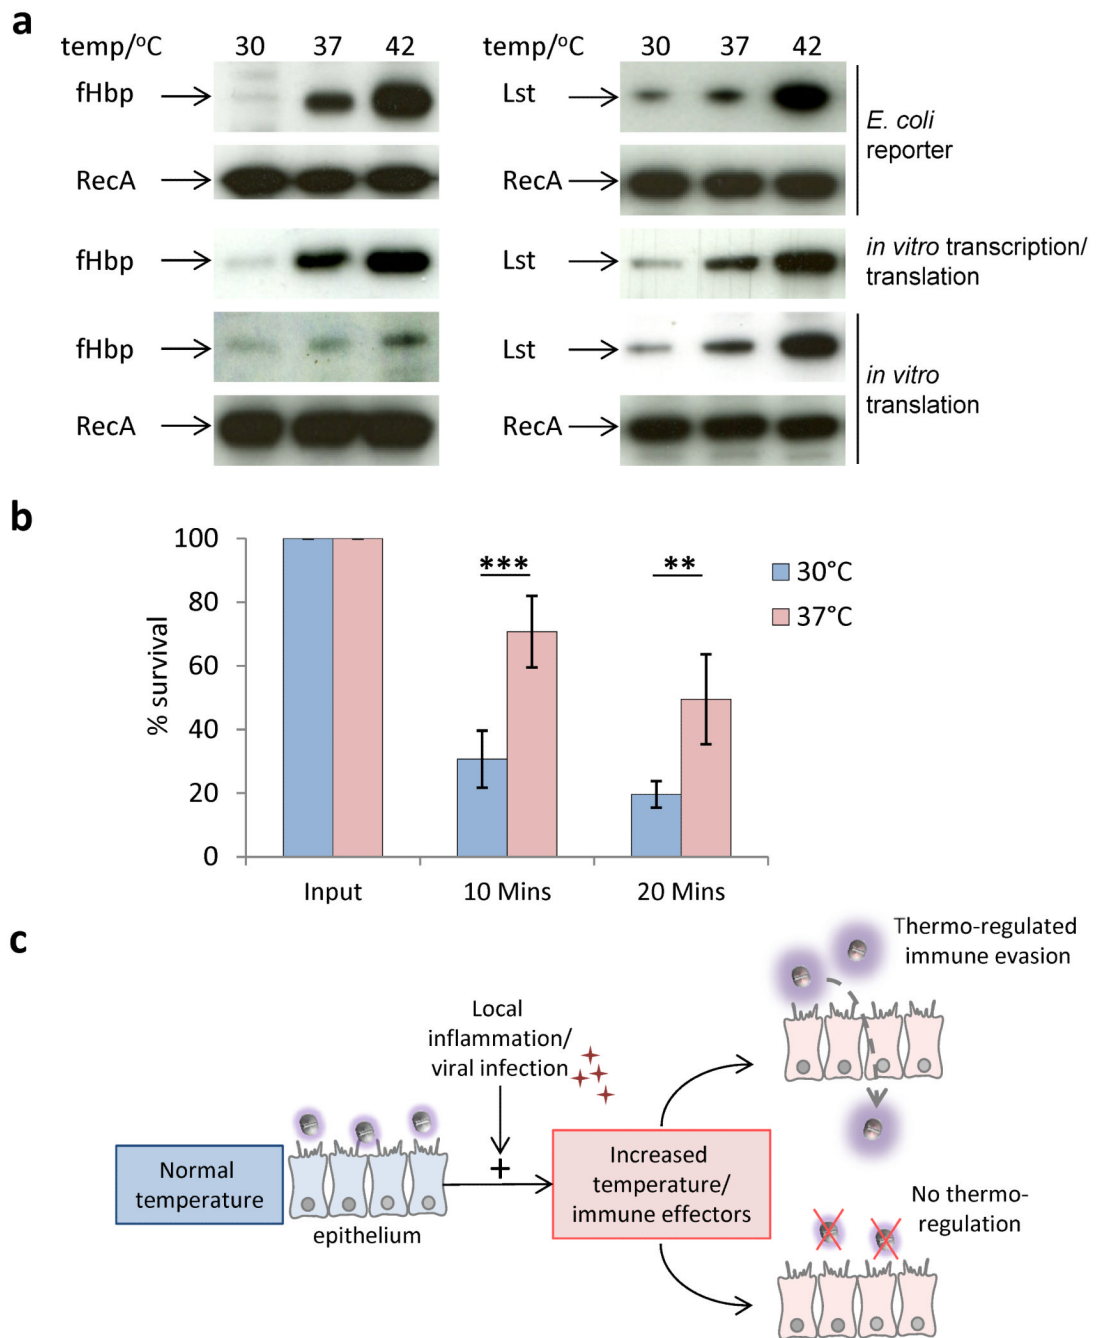 a
temp/°C 30 37 42
fHbp
RecA
fHbp
fHbp
RecA
temp/°C 30 37 42
Lst
RecA
Lst
Lst
RecA
E. coli
reporter
in vitro transcription/
translation
in vitro
translation
b
% survival
100
80
60
40
20
0
***
**
30°C
37°C
Input
10 Mins
20 Mins
c
Normal
temperature
epithelium
Local
inflammation/
viral infection
+
Increased
temperature/
immune effectors
Thermo-regulated
immune evasion
No thermo-
regulation